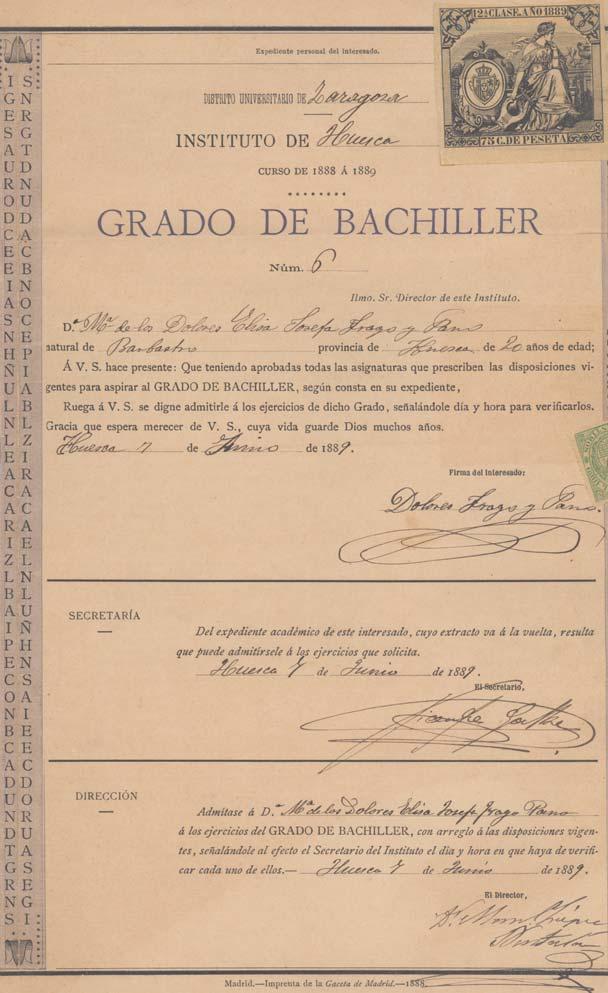 12ª CLASE. AÑO 1889
75 C. DE PESETA
Expediente personal del interesado.
DISTRITO UNIVERSITARIO DE Zaragoza
INSTITUTO DE Huesca
CURSO DE 1888 Á 1889
GRADO DE BACHILLER
Núm. 6
Ilmo. Sr. Director de este Instituto.
D.ª Mª de los Dolores Elisa Josefa Frago y Pano
natural de Barbastro provincia de Huesca de 20 años de edad;
Á V. S. hace presente: Que teniendo aprobadas todas las asignaturas que prescriben las disposiciones vi-
gentes para aspirar al GRADO DE BACHILLER, según consta en su expediente,
Ruega á V. S. se digne admitirle á los ejercicios de dicho Grado, señalándole día y hora para verificarlos.
Gracia que espera merecer de V. S., cuya vida guarde Dios muchos años.
Huesca 7 de Junio de 1889.
Firma del interesado:
Dolores Frago y Pano.
SECRETARÍA
Del expediente académico de este interesado, cuyo extracto va á la vuelta, resulta
que puede admitírsele á los ejercicios que solicita.
Huesca 7 de Junio de 1889.
El Secretario,
DIRECCIÓN
Admítase á D.ª Mª de los Dolores Elisa Josefa Frago Pano
á los ejercicios del GRADO DE BACHILLER, con arreglo á las disposiciones vigen-
tes, señalándole al efecto el Secretario del Instituto el día y hora en que haya de verifi-
car cada uno de ellos.— Huesca 7 de Junio de 1889.
El Director,
Madrid.—Imprenta de la Gaceta de Madrid.—1888.